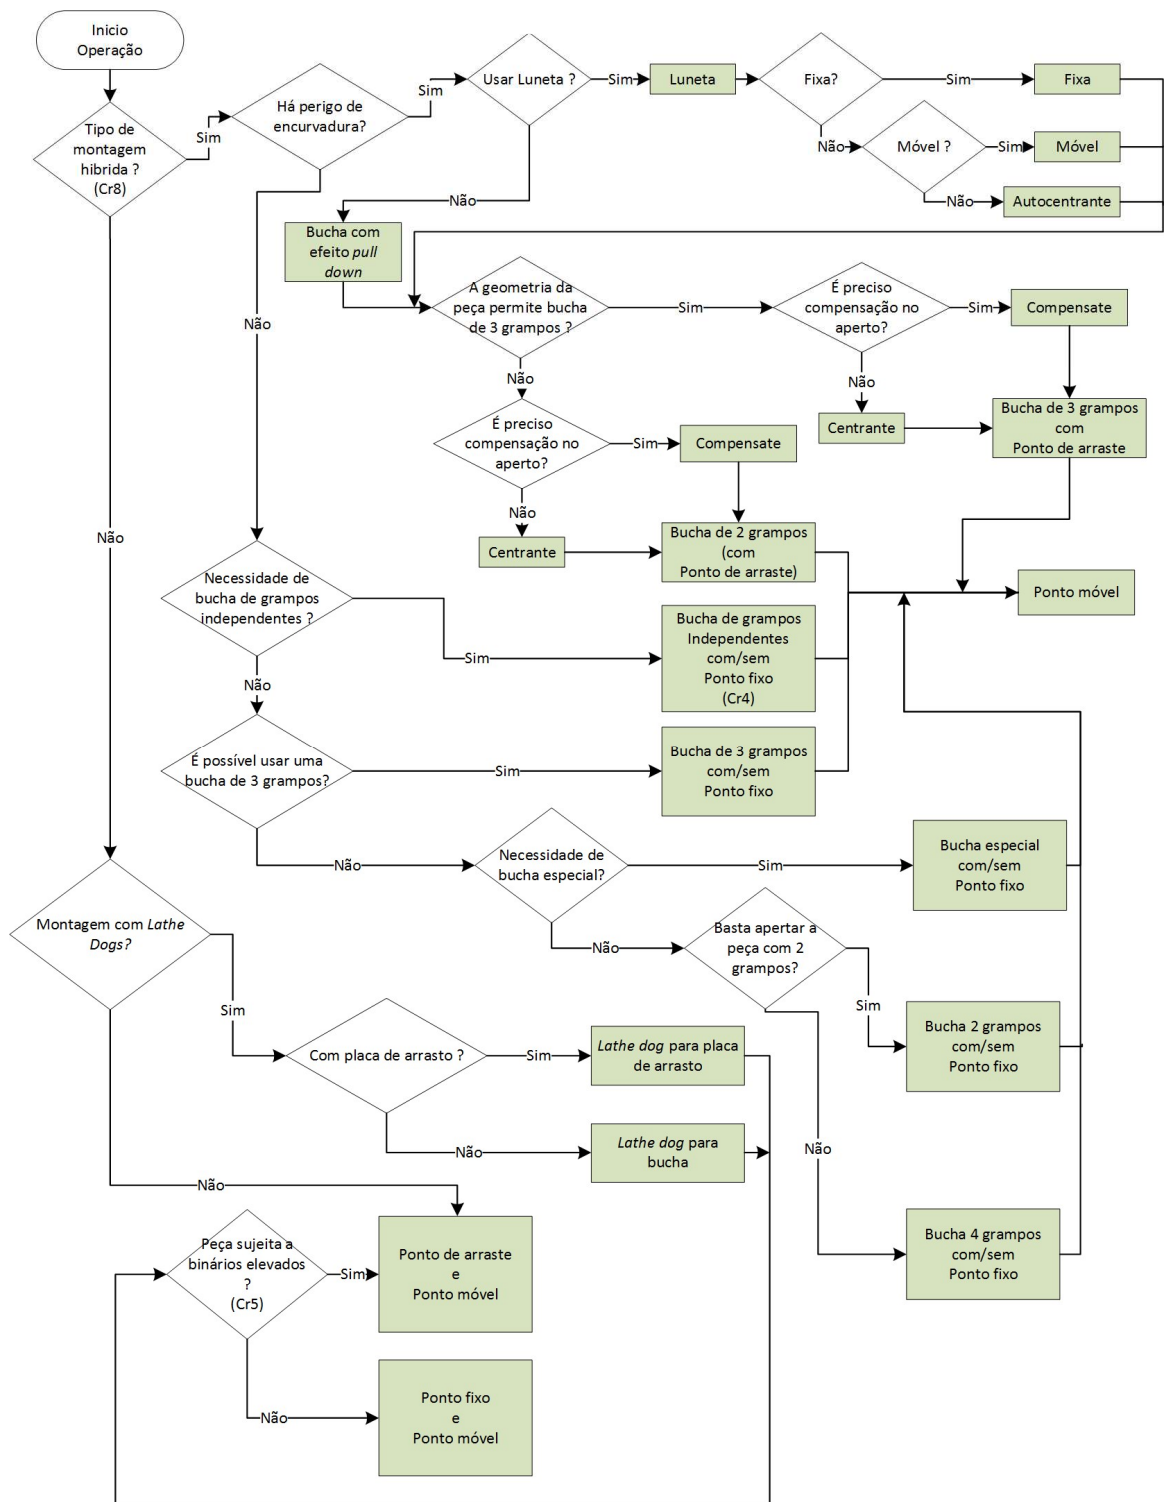 Inicio
Operação
Tipo de
montagem
hibrida ?
(Cr8)
Sim
Há perigo de
encurvadura?
Sim
Usar Luneta ?
Sim
Luneta
Fixa?
Sim
Fixa
Não
Móvel ?
Sim
Móvel
Não
Autocentrante
Não
Bucha com
efeito pull
down
A geometria da
peça permite bucha
de 3 grampos ?
Sim
É preciso
compensação no
aperto?
Sim
Compensate
Não
Não
Centrante
Bucha de 3 grampos
com
Ponto de arraste
Não
É preciso
compensação no
aperto?
Sim
Compensate
Não
Centrante
Bucha de 2 grampos
(com
Ponto de arraste)
Ponto móvel
Não
Necessidade de
bucha de grampos
independentes ?
Sim
Bucha de grampos
Independentes
com/sem
Ponto fixo
(Cr4)
Não
É possível usar uma
bucha de 3 grampos?
Sim
Bucha de 3 grampos
com/sem
Ponto fixo
Não
Necessidade de
bucha especial?
Sim
Bucha especial
com/sem
Ponto fixo
Não
Basta apertar a
peça com 2
grampos?
Sim
Bucha 2 grampos
com/sem
Ponto fixo
Não
Bucha 4 grampos
com/sem
Ponto fixo
Montagem com Lathe
Dogs?
Sim
Com placa de arrasto ?
Sim
Lathe dog para placa
de arrasto
Não
Lathe dog para
bucha
Não
Peça sujeita a
binários elevados
?
(Cr5)
Sim
Ponto de arraste
e
Ponto móvel
Não
Ponto fixo
e
Ponto móvel